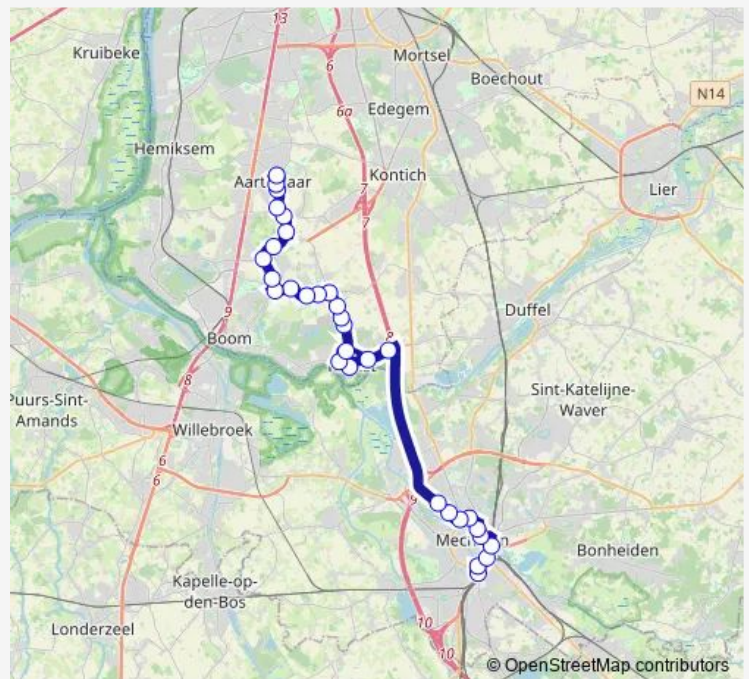 13
Kruibeke
Mortsel
6
Boechout
N14
6a
Edegem
Hemiksem
Kontich
7
Lier
7
9
Duffel
8
Boom
8
Sint-Katelijne-
Waver
Puurs-Sint-
Amands
Willebroek
6
6
9
Bonheiden
Kapelle-op-
den-Bos
Londerzeel
10
10
© OpenStreetMap contributors